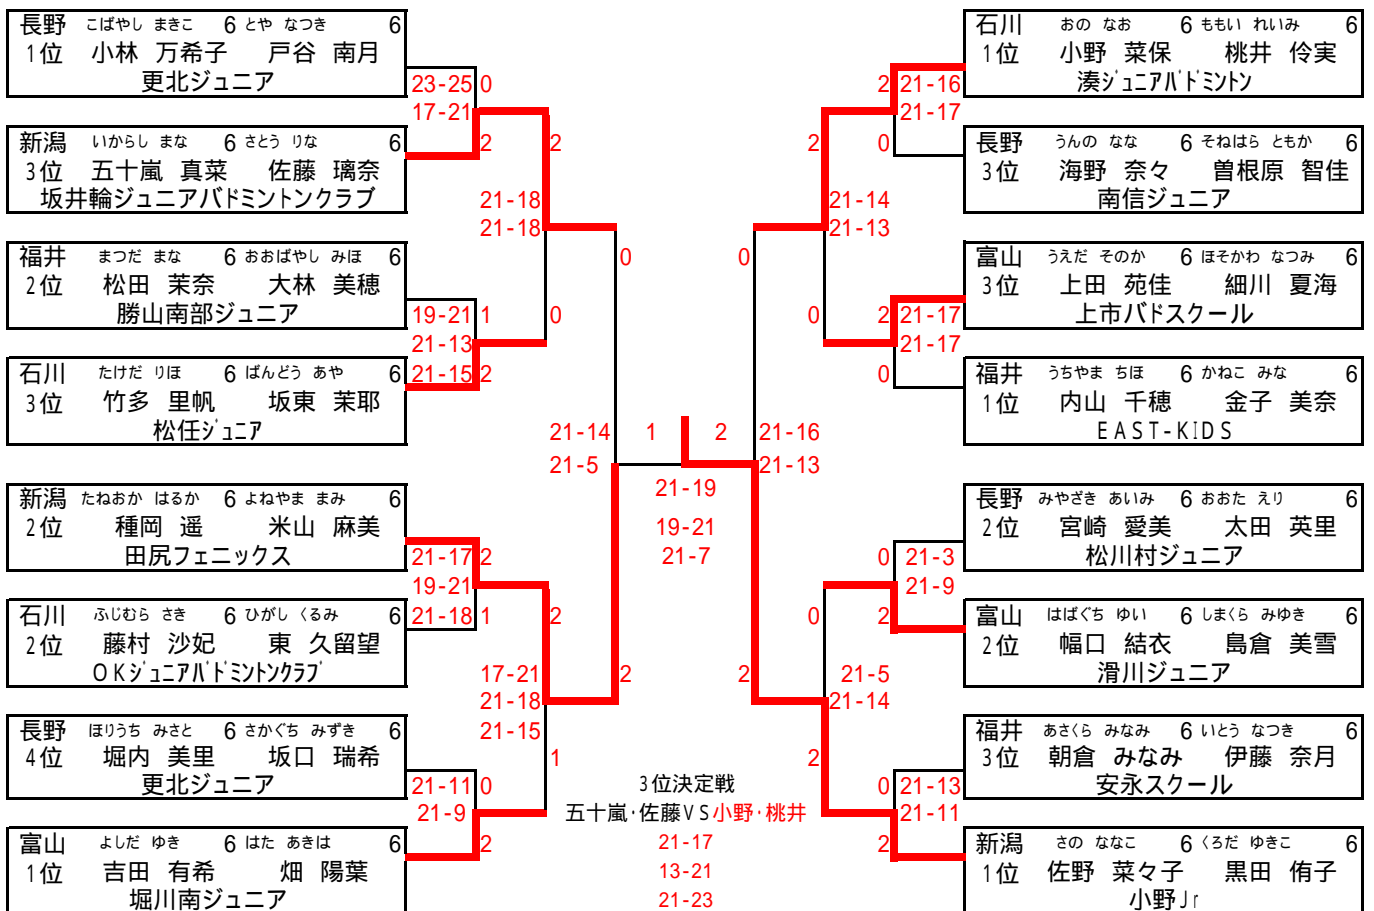 長野 こばやし まきこ 6 とや なつき 6
1位 小林 万希子 戸谷 南月
更北ジュニア
新潟 いからし まな 6 さとう りな 6
3位 五十嵐 真菜 佐藤 璃奈
坂井輪ジュニアバドミントンクラブ
福井 まつだ まな 6 おおばやし みほ 6
2位 松田 茉奈 大林 美穂
勝山南部ジュニア
石川 たけだ りほ 6 ばんどう あや 6
3位 竹多 里帆 坂東 茉耶
松任ジュニア
新潟 たねおか はるか 6 よねやま まみ 6
2位 種岡 遥 米山 麻美
田尻フェニックス
石川 ふじむら さき 6 ひがし くるみ 6
2位 藤村 沙妃 東 久留望
OKジュニアバドミントンクラブ
長野 ほりうち みさと 6 さかぐち みずき 6
4位 堀内 美里 坂口 瑞希
更北ジュニア
富山 よしだ ゆき 6 はた あきは 6
1位 吉田 有希 畑 陽葉
堀川南ジュニア
23-25 0
17-21
2
2
21-18
21-18
0
19-21 1
21-13
21-15 2
0
21-14
21-5
21-17 2
19-21
21-18 1
2
17-21
21-18
21-15
2
1
21-11 0
21-9
2
1 2
21-19
19-21
21-7
3位決定戦
五十嵐・佐藤VS小野・桃井
21-17
13-21
21-23
2 21-16
21-17
0
2
21-14
21-13
0
0
2 21-17
21-17
0
21-16
21-13
0 21-3
21-9
2
0
21-5
21-14
2
2
0 21-13
21-11
2
石川 おの なお 6 ももい れいみ 6
1位 小野 菜保 桃井 伶実
湊ジュニアバドミントン
長野 うんの なな 6 そねはら ともか 6
3位 海野 奈々 曽根原 智佳
南信ジュニア
富山 うえだ そのか 6 ほそかわ なつみ 6
3位 上田 苑佳 細川 夏海
上市バドスクール
福井 うちやま ちほ 6 かねこ みな 6
1位 内山 千穂 金子 美奈
EAST-KIDS
長野 みやざき あいみ 6 おおた えり 6
2位 宮崎 愛美 太田 英里
松川村ジュニア
富山 はばぐち ゆい 6 しまくら みゆき 6
2位 幅口 結衣 島倉 美雪
滑川ジュニア
福井 あさくら みなみ 6 いとう なつき 6
3位 朝倉 みなみ 伊藤 奈月
安永スクール
新潟 さの ななこ 6 くろだ ゆきこ 6
1位 佐野 菜々子 黒田 侑子
小野Jr